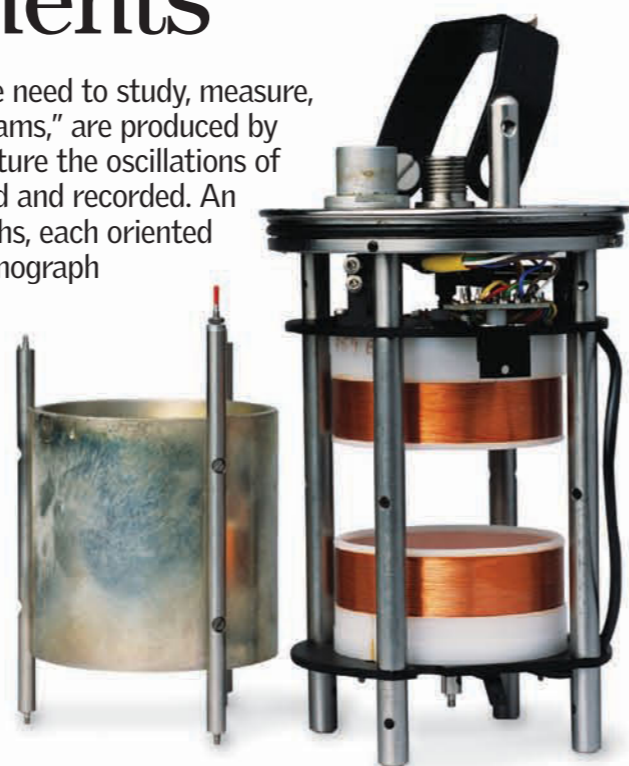 e need to study, measure,
ams,” are produced by
ture the oscillations of
d and recorded. An
hs, each oriented
nograph